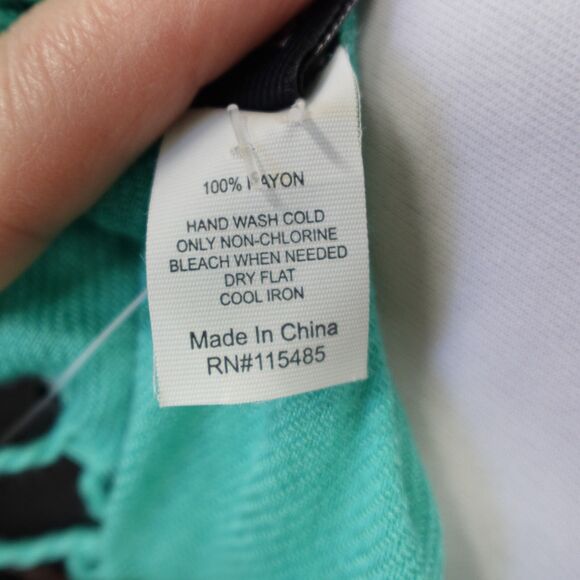 100% RAYON
HAND WASH COLD
ONLY NON-CHLORINE
BLEACH WHEN NEEDED
DRY FLAT
COOL IRON
Made In China
RN#115485